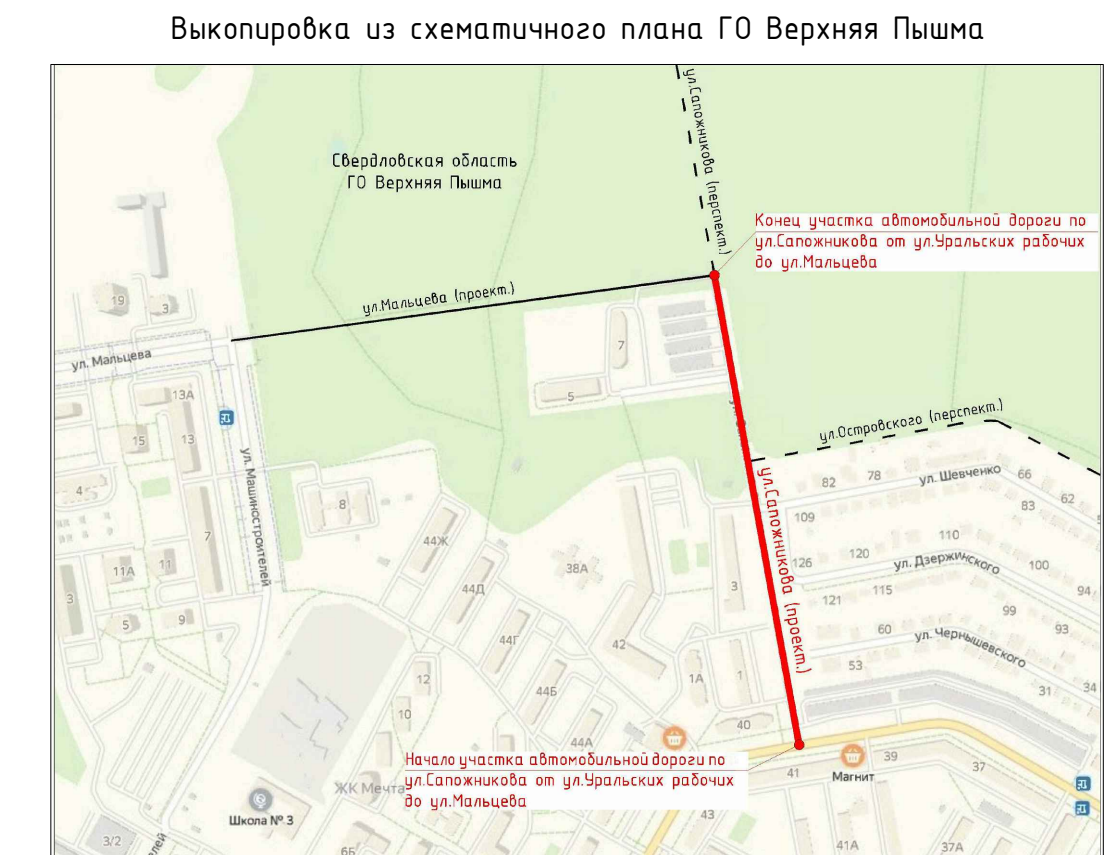 Выкопировка из схематичного плана ГО Верхняя Пышма
ул.Сапожникова (перспект.)
Свердловская область
ГО Верхняя Пышма
Конец участка автомобильной дороги по
ул.Сапожникова от ул.Уральских рабочих
до ул.Мальцева
ул.Мальцева (проект.)
19
3
ул. Мальцева
7
5
13А
15
13
ул.Островского (перспект.)
ул. Машиностроителей
ул.Сапожникова (проект.)
82
78
ул. Шевченко
66
62
83
4
8
109
7
44Ж
110
120
ул. Дзержинского
100
126
38А
11А
11
3
44Д
3
115
121
94
99
5
9
60
ул. Чернышевского
93
44Г
42
53
12
1А
1
44Б
31
34
10
40
44А
Начало участка автомобильной дороги по
ул.Сапожникова от ул.Уральских рабочих
до ул.Мальцева
ЖК Мечта
41
Магнит
39
37
Школа № 3
43
3/2
41А
37А